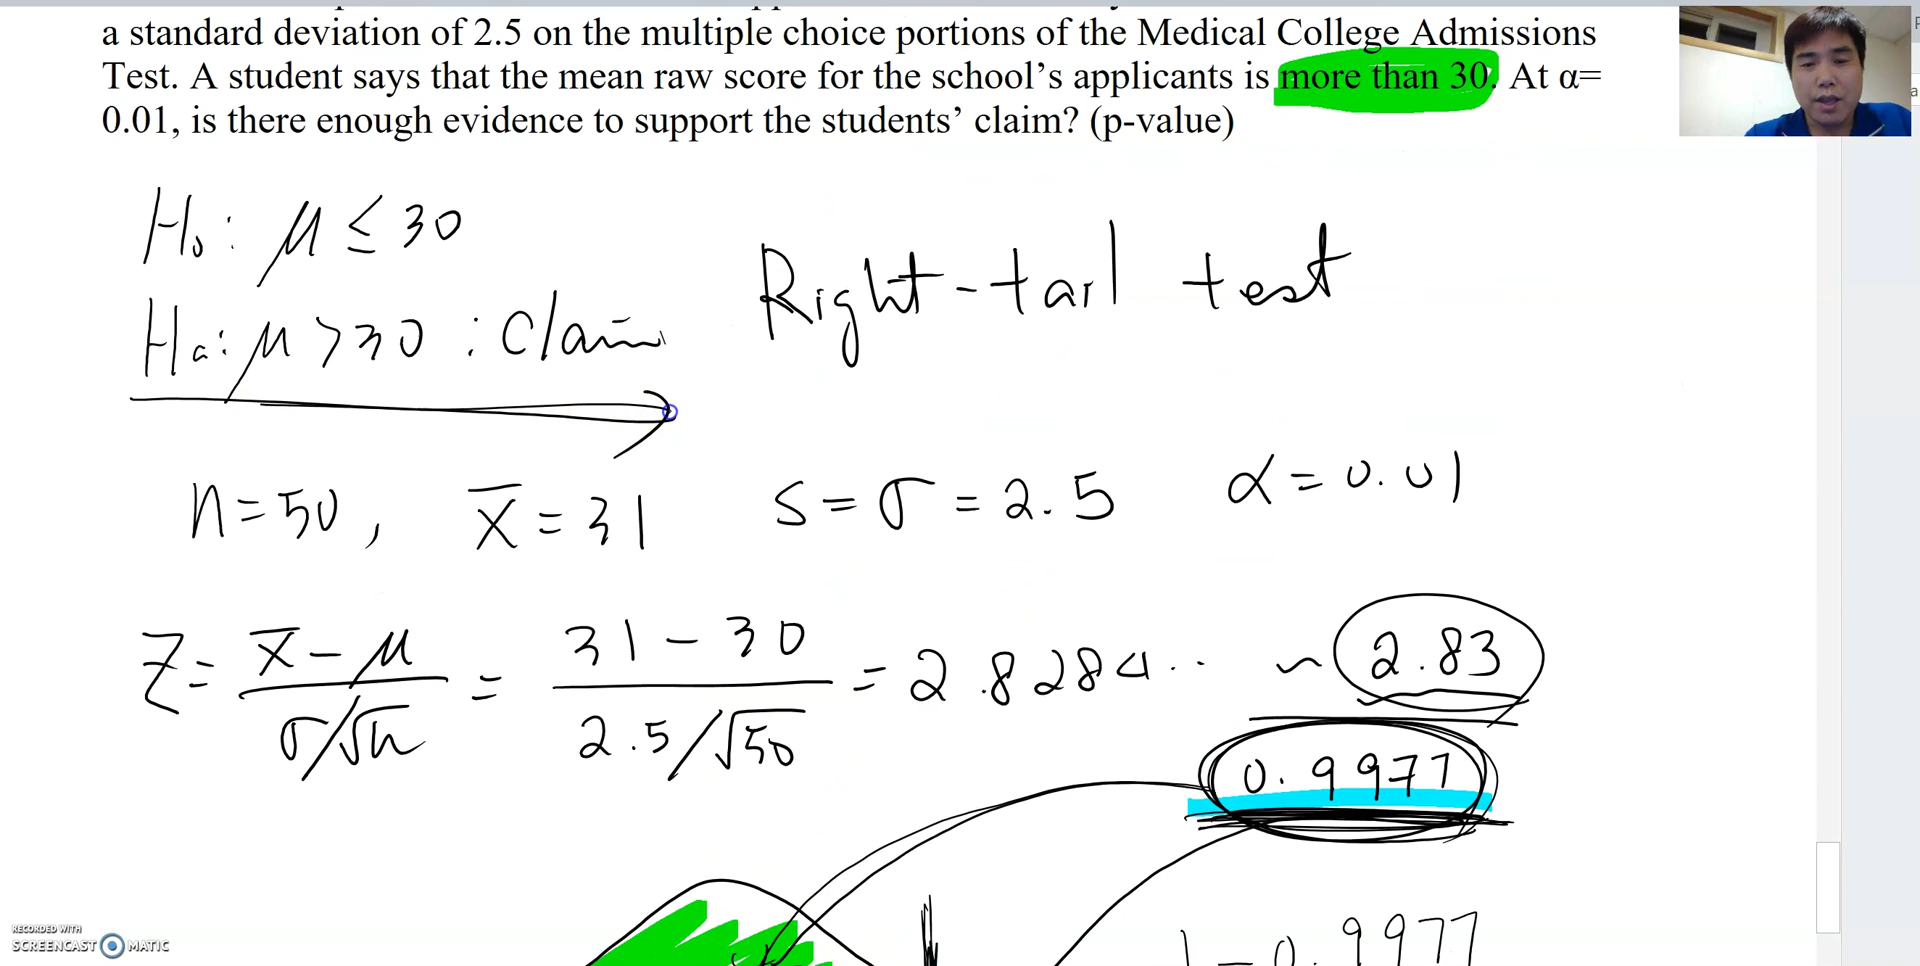 a standard deviation of 2.5 on the multiple choice portions of the Medical College Admissions
Test. A student says that the mean raw score for the school's applicants is more than 30. At α=
0.01, is there enough evidence to support the students' claim? (p-value)
H₀: μ ≤ 30
Ha: μ > 30 : Claim
Right-tail test
n = 50, x̄ = 31 s = σ = 2.5 α = 0.01
Z = x̄ - μ / σ/√n = 31 - 30 / 2.5/√50 = 2.8284.. ~ 2.83
0.9977
1 - 0.9977
RECORDED WITH
SCREENCAST MATIC